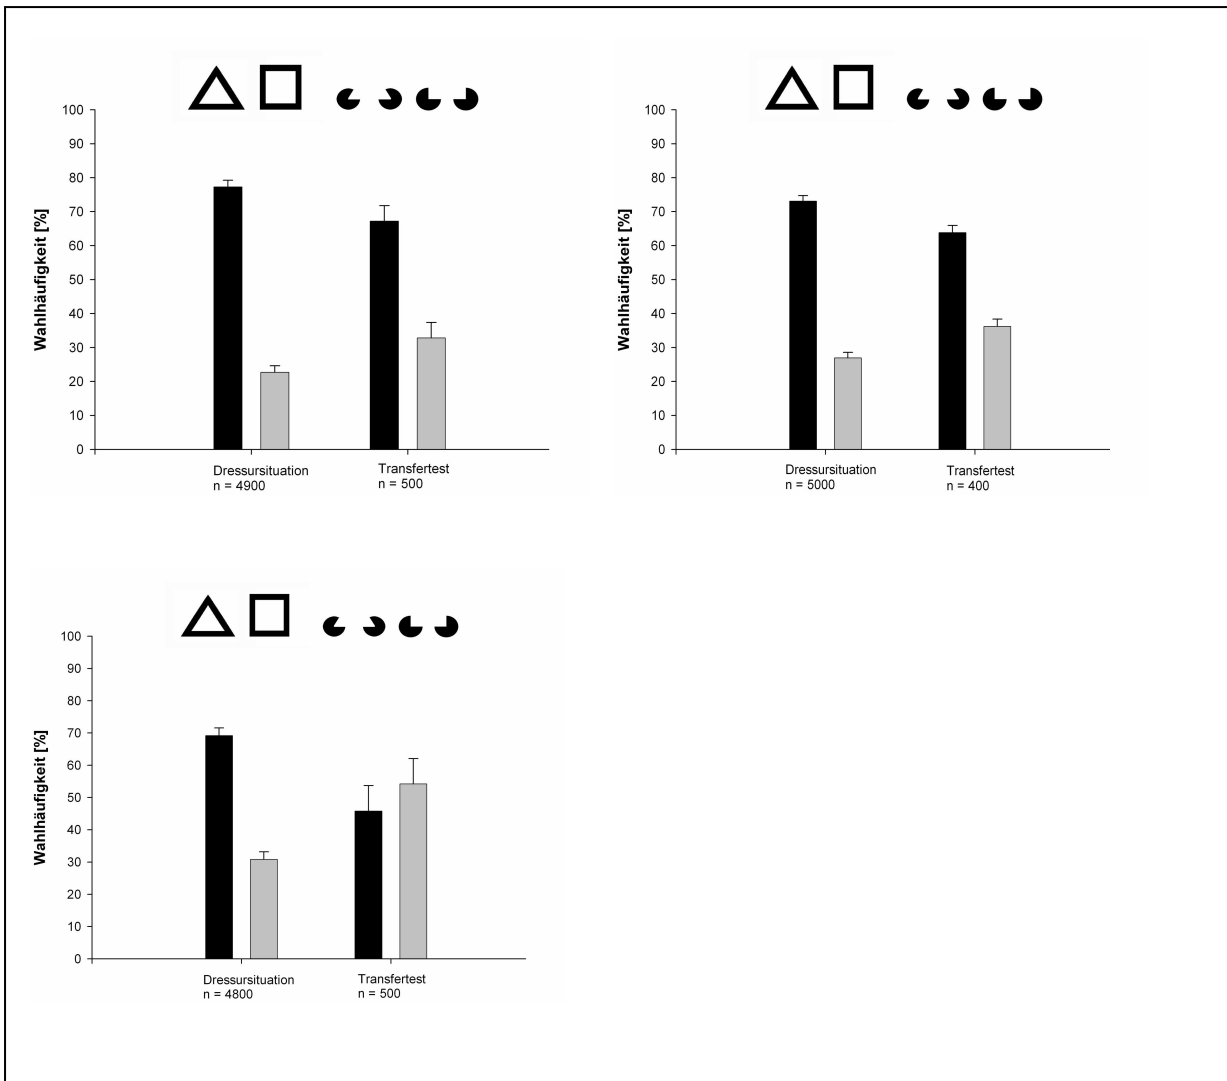 100
90
80
70
60
50
40
30
20
10
0
Wahlhäufigkeit [%]
Dressursituation
n = 4900
Transfertest
n = 500
100
90
80
70
60
50
40
30
20
10
0
Wahlhäufigkeit [%]
Dressursituation
n = 5000
Transfertest
n = 400
100
90
80
70
60
50
40
30
20
10
0
Wahlhäufigkeit [%]
Dressursituation
n = 4800
Transfertest
n = 500